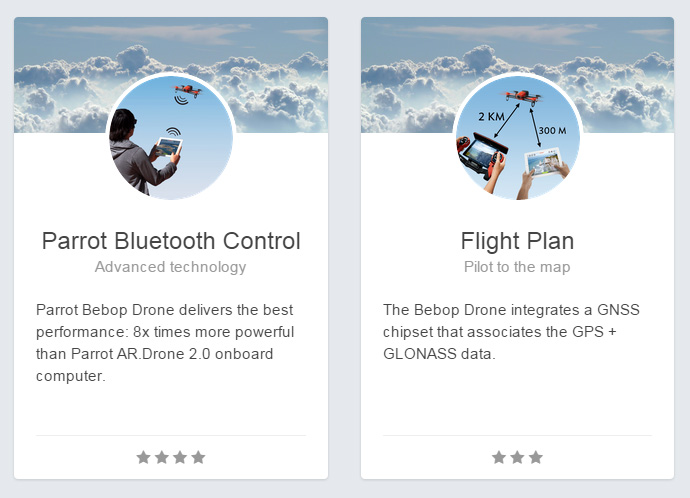 2 KM
300 M
Parrot Bluetooth Control
Advanced technology
Parrot Bebop Drone delivers the best
performance: 8x times more powerful
than Parrot AR.Drone 2.0 onboard
computer.
Flight Plan
Pilot to the map
The Bebop Drone integrates a GNSS
chipset that associates the GPS +
GLONASS data.